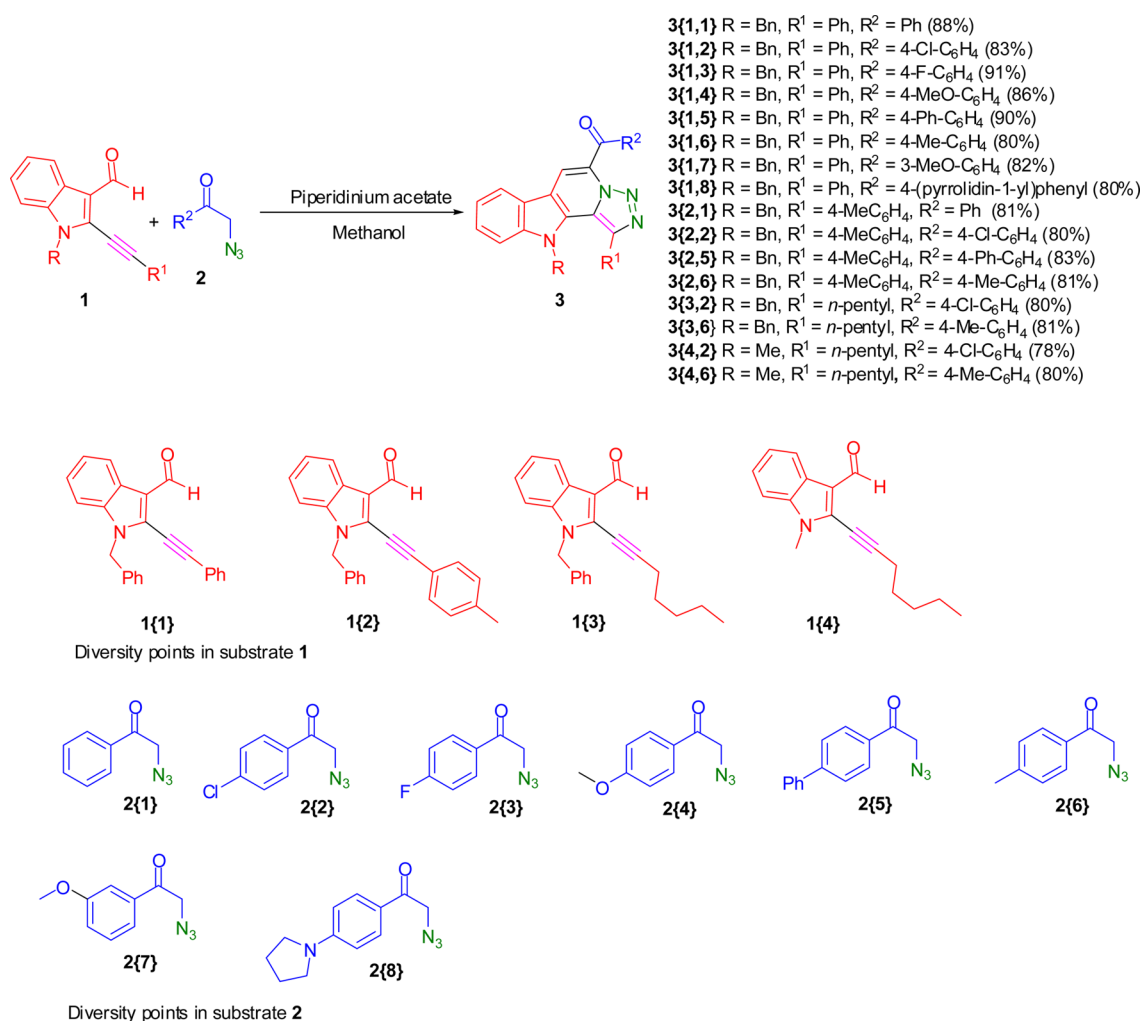 3{1,1} R = Bn, R¹ = Ph, R² = Ph (88%)
3{1,2} R = Bn, R¹ = Ph, R² = 4-Cl-C₆H₄ (83%)
3{1,3} R = Bn, R¹ = Ph, R² = 4-F-C₆H₄ (91%)
3{1,4} R = Bn, R¹ = Ph, R² = 4-MeO-C₆H₄ (86%)
3{1,5} R = Bn, R¹ = Ph, R² = 4-Ph-C₆H₄ (90%)
3{1,6} R = Bn, R¹ = Ph, R² = 4-Me-C₆H₄ (80%)
3{1,7} R = Bn, R¹ = Ph, R² = 3-MeO-C₆H₄ (82%)
3{1,8} R = Bn, R¹ = Ph, R² = 4-(pyrrolidin-1-yl)phenyl (80%)
3{2,1} R = Bn, R¹ = 4-MeC₆H₄, R² = Ph (81%)
3{2,2} R = Bn, R¹ = 4-MeC₆H₄, R² = 4-Cl-C₆H₄ (80%)
3{2,5} R = Bn, R¹ = 4-MeC₆H₄, R² = 4-Ph-C₆H₄ (83%)
3{2,6} R = Bn, R¹ = 4-MeC₆H₄, R² = 4-Me-C₆H₄ (81%)
3{3,2} R = Bn, R¹ = n-pentyl, R² = 4-Cl-C₆H₄ (80%)
3{3,6} R = Bn, R¹ = n-pentyl, R² = 4-Me-C₆H₄ (81%)
3{4,2} R = Me, R¹ = n-pentyl, R² = 4-Cl-C₆H₄ (78%)
3{4,6} R = Me, R¹ = n-pentyl, R² = 4-Me-C₆H₄ (80%)
O
H
N
R
R¹
1
+
O
R²
N₃
2
Piperidinium acetate
Methanol
O
R²
N
N
N
N
R
R¹
3
O
H
N
Ph
Ph
1{1}
O
H
N
Ph
1{2}
O
H
N
Ph
1{3}
O
H
N
1{4}
Diversity points in substrate 1
O
N₃
2{1}
O
Cl
N₃
2{2}
O
F
N₃
2{3}
O
O
N₃
2{4}
O
Ph
N₃
2{5}
O
N₃
2{6}
O
O
N₃
2{7}
O
N
N₃
2{8}
Diversity points in substrate 2